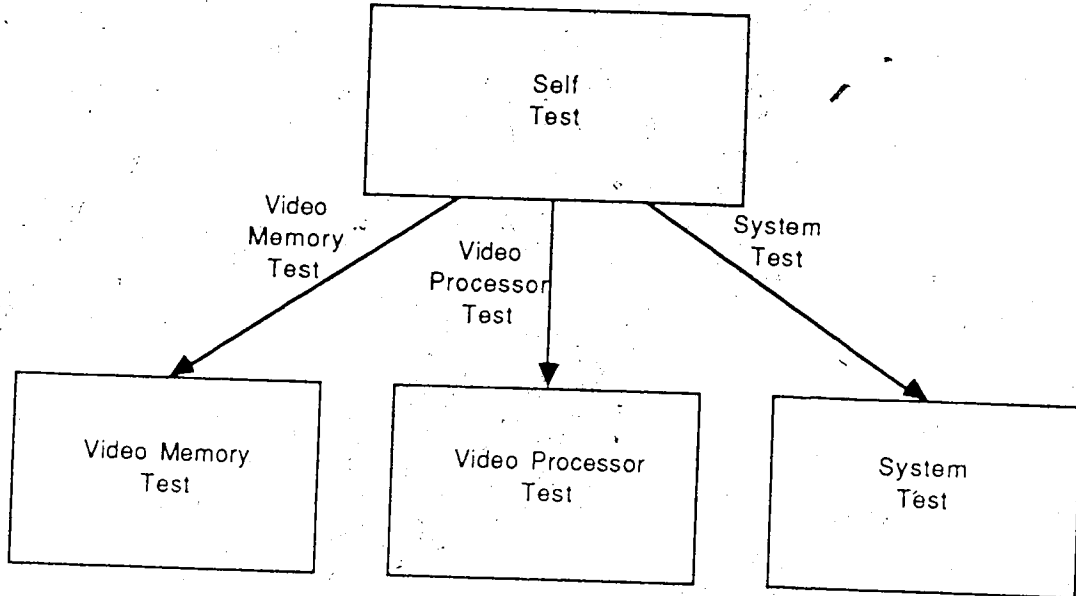 Self
Test
Video
Memory
Test
Video
Processor
Test
System
Test
Video Memory
Test
Video Processor
Test
System
Test